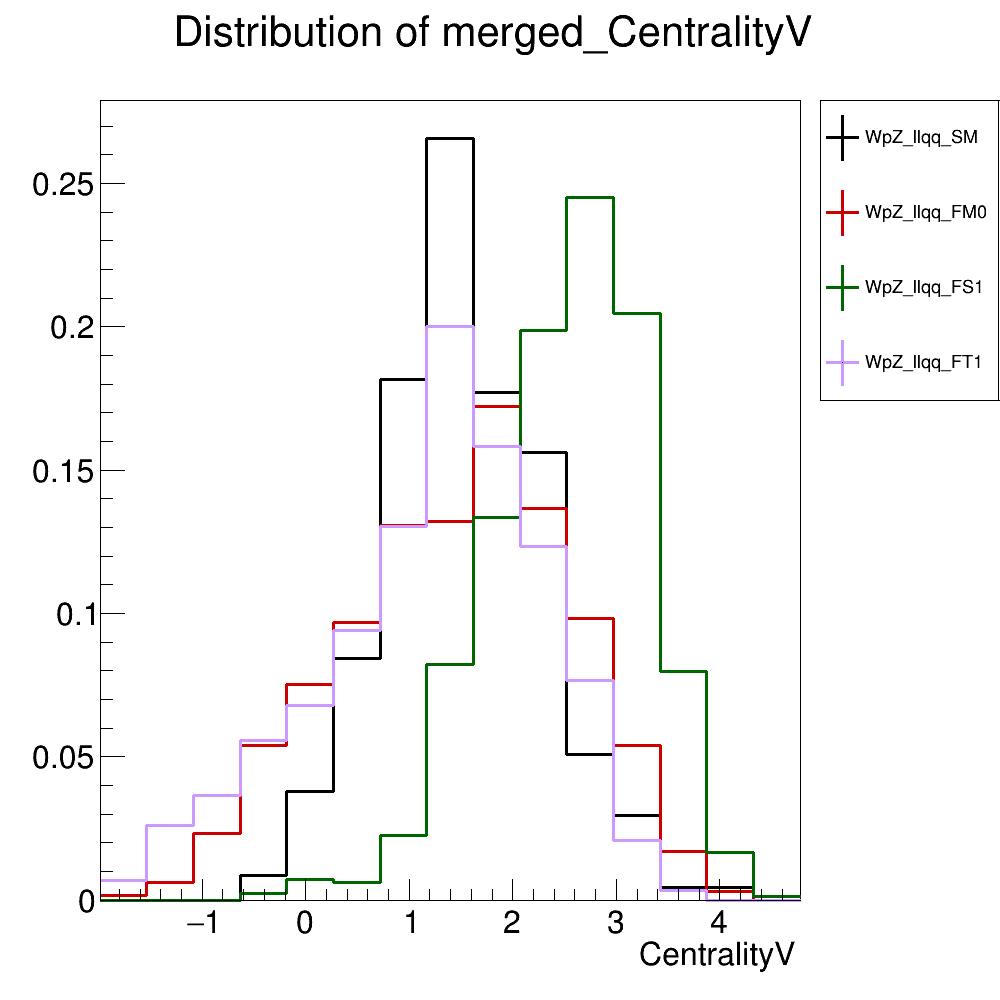 Distribution of merged_CentralityV
WpZ_llqq_SM
WpZ_llqq_FM0
WpZ_llqq_FS1
WpZ_llqq_FT1
0.25
0.2
0.15
0.1
0.05
0
−1 0 1 2 3 4
CentralityV